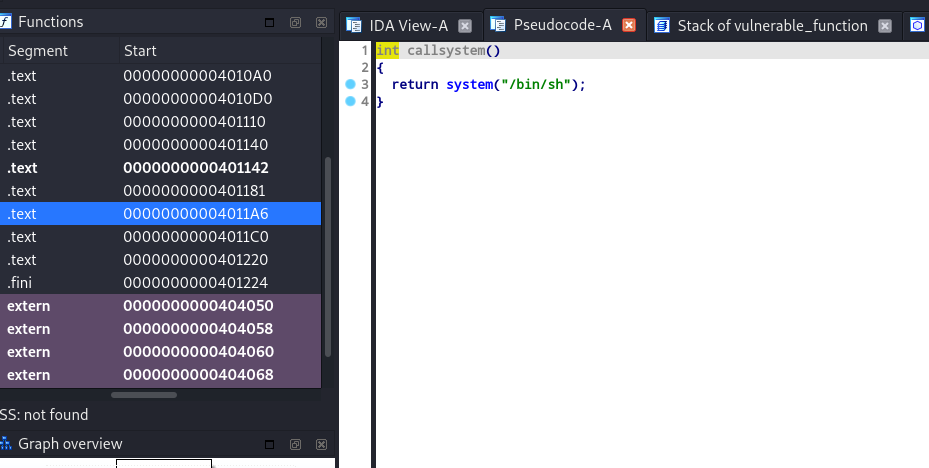 Functions
Segment Start
.text 00000000004010A0
.text 00000000004010D0
.text 0000000000401110
.text 0000000000401140
.text 0000000000401142
.text 0000000000401181
.text 00000000004011A6
.text 00000000004011C0
.text 0000000000401220
.fini 0000000000401224
extern 0000000000404050
extern 0000000000404058
extern 0000000000404060
extern 0000000000404068
SS: not found
Graph overview
IDA View-A Pseudocode-A Stack of vulnerable_function
1 int callsystem()
2 {
3 return system("/bin/sh");
4 }